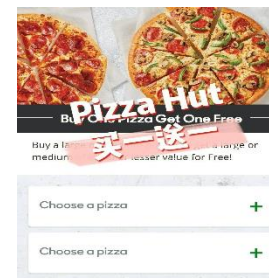 Pizza Hut
Buy One Pizza Get One Free
买一送一
Buy a large or
medium lesser value for Free!
Choose a pizza +
Choose a pizza +